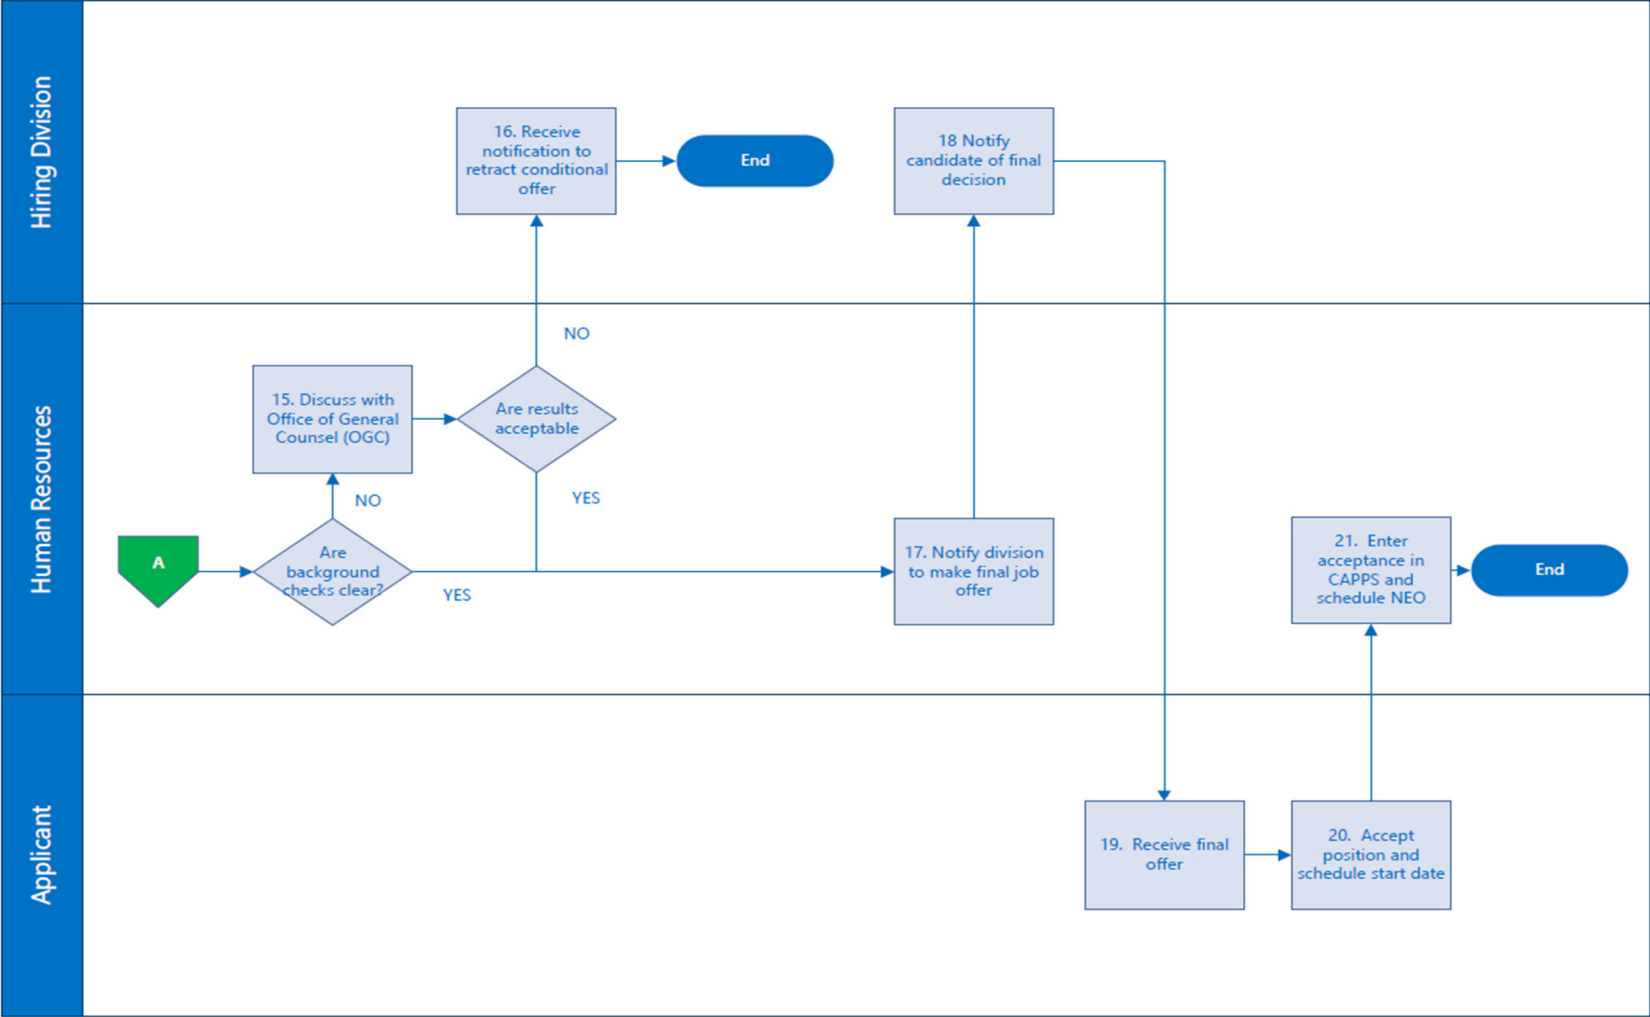 Hiring Division
16. Receive
notification to
retract conditional
offer
End
18 Notify
candidate of final
decision
Human Resources
NO
15. Discuss with
Office of General
Counsel (OGC)
Are results
acceptable
NO
YES
A
Are
background
checks clear?
YES
17. Notify division
to make final job
offer
21. Enter
acceptance in
CAPPS and
schedule NEO
End
Applicant
19. Receive final
offer
20. Accept
position and
schedule start date